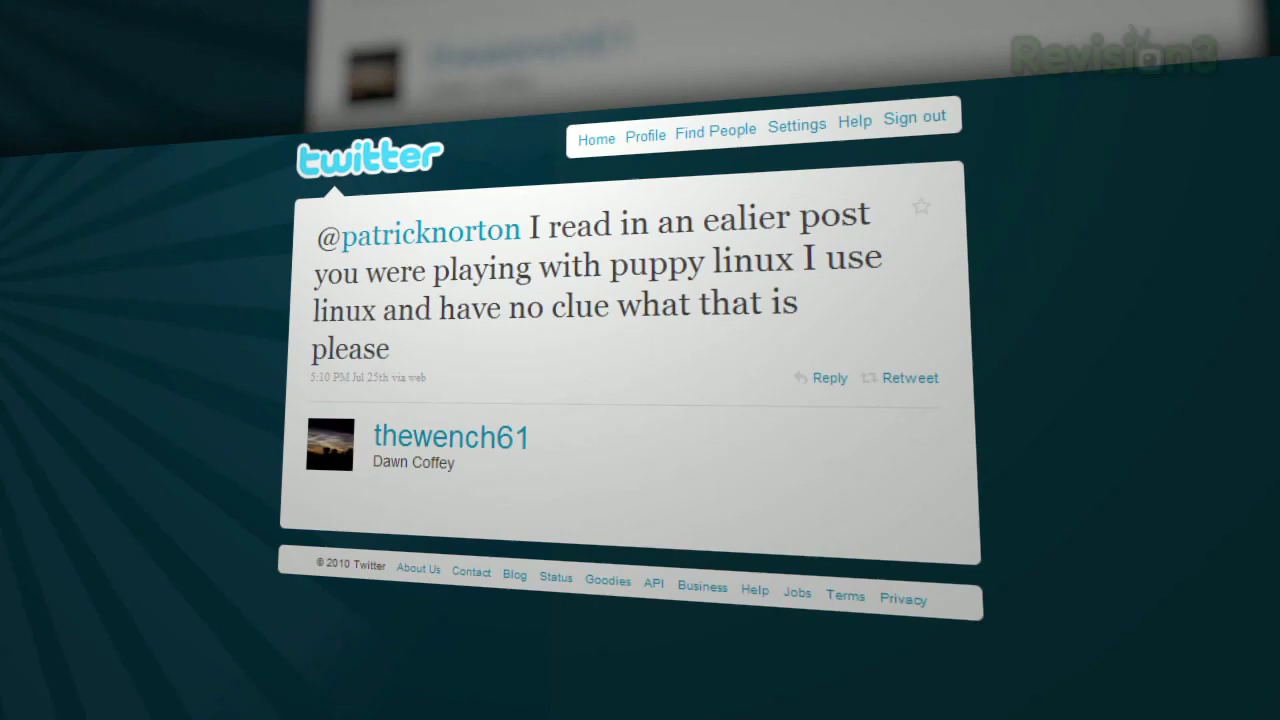 Revision3
twitter
Home Profile Find People Settings Help Sign out
@patricknorton I read in an ealier post
you were playing with puppy linux I use
linux and have no clue what that is
please
5:10 PM Jul 25th via web
Reply Retweet
thewench61
Dawn Coffey
© 2010 Twitter About Us Contact Blog Status Goodies API Business Help Jobs Terms Privacy